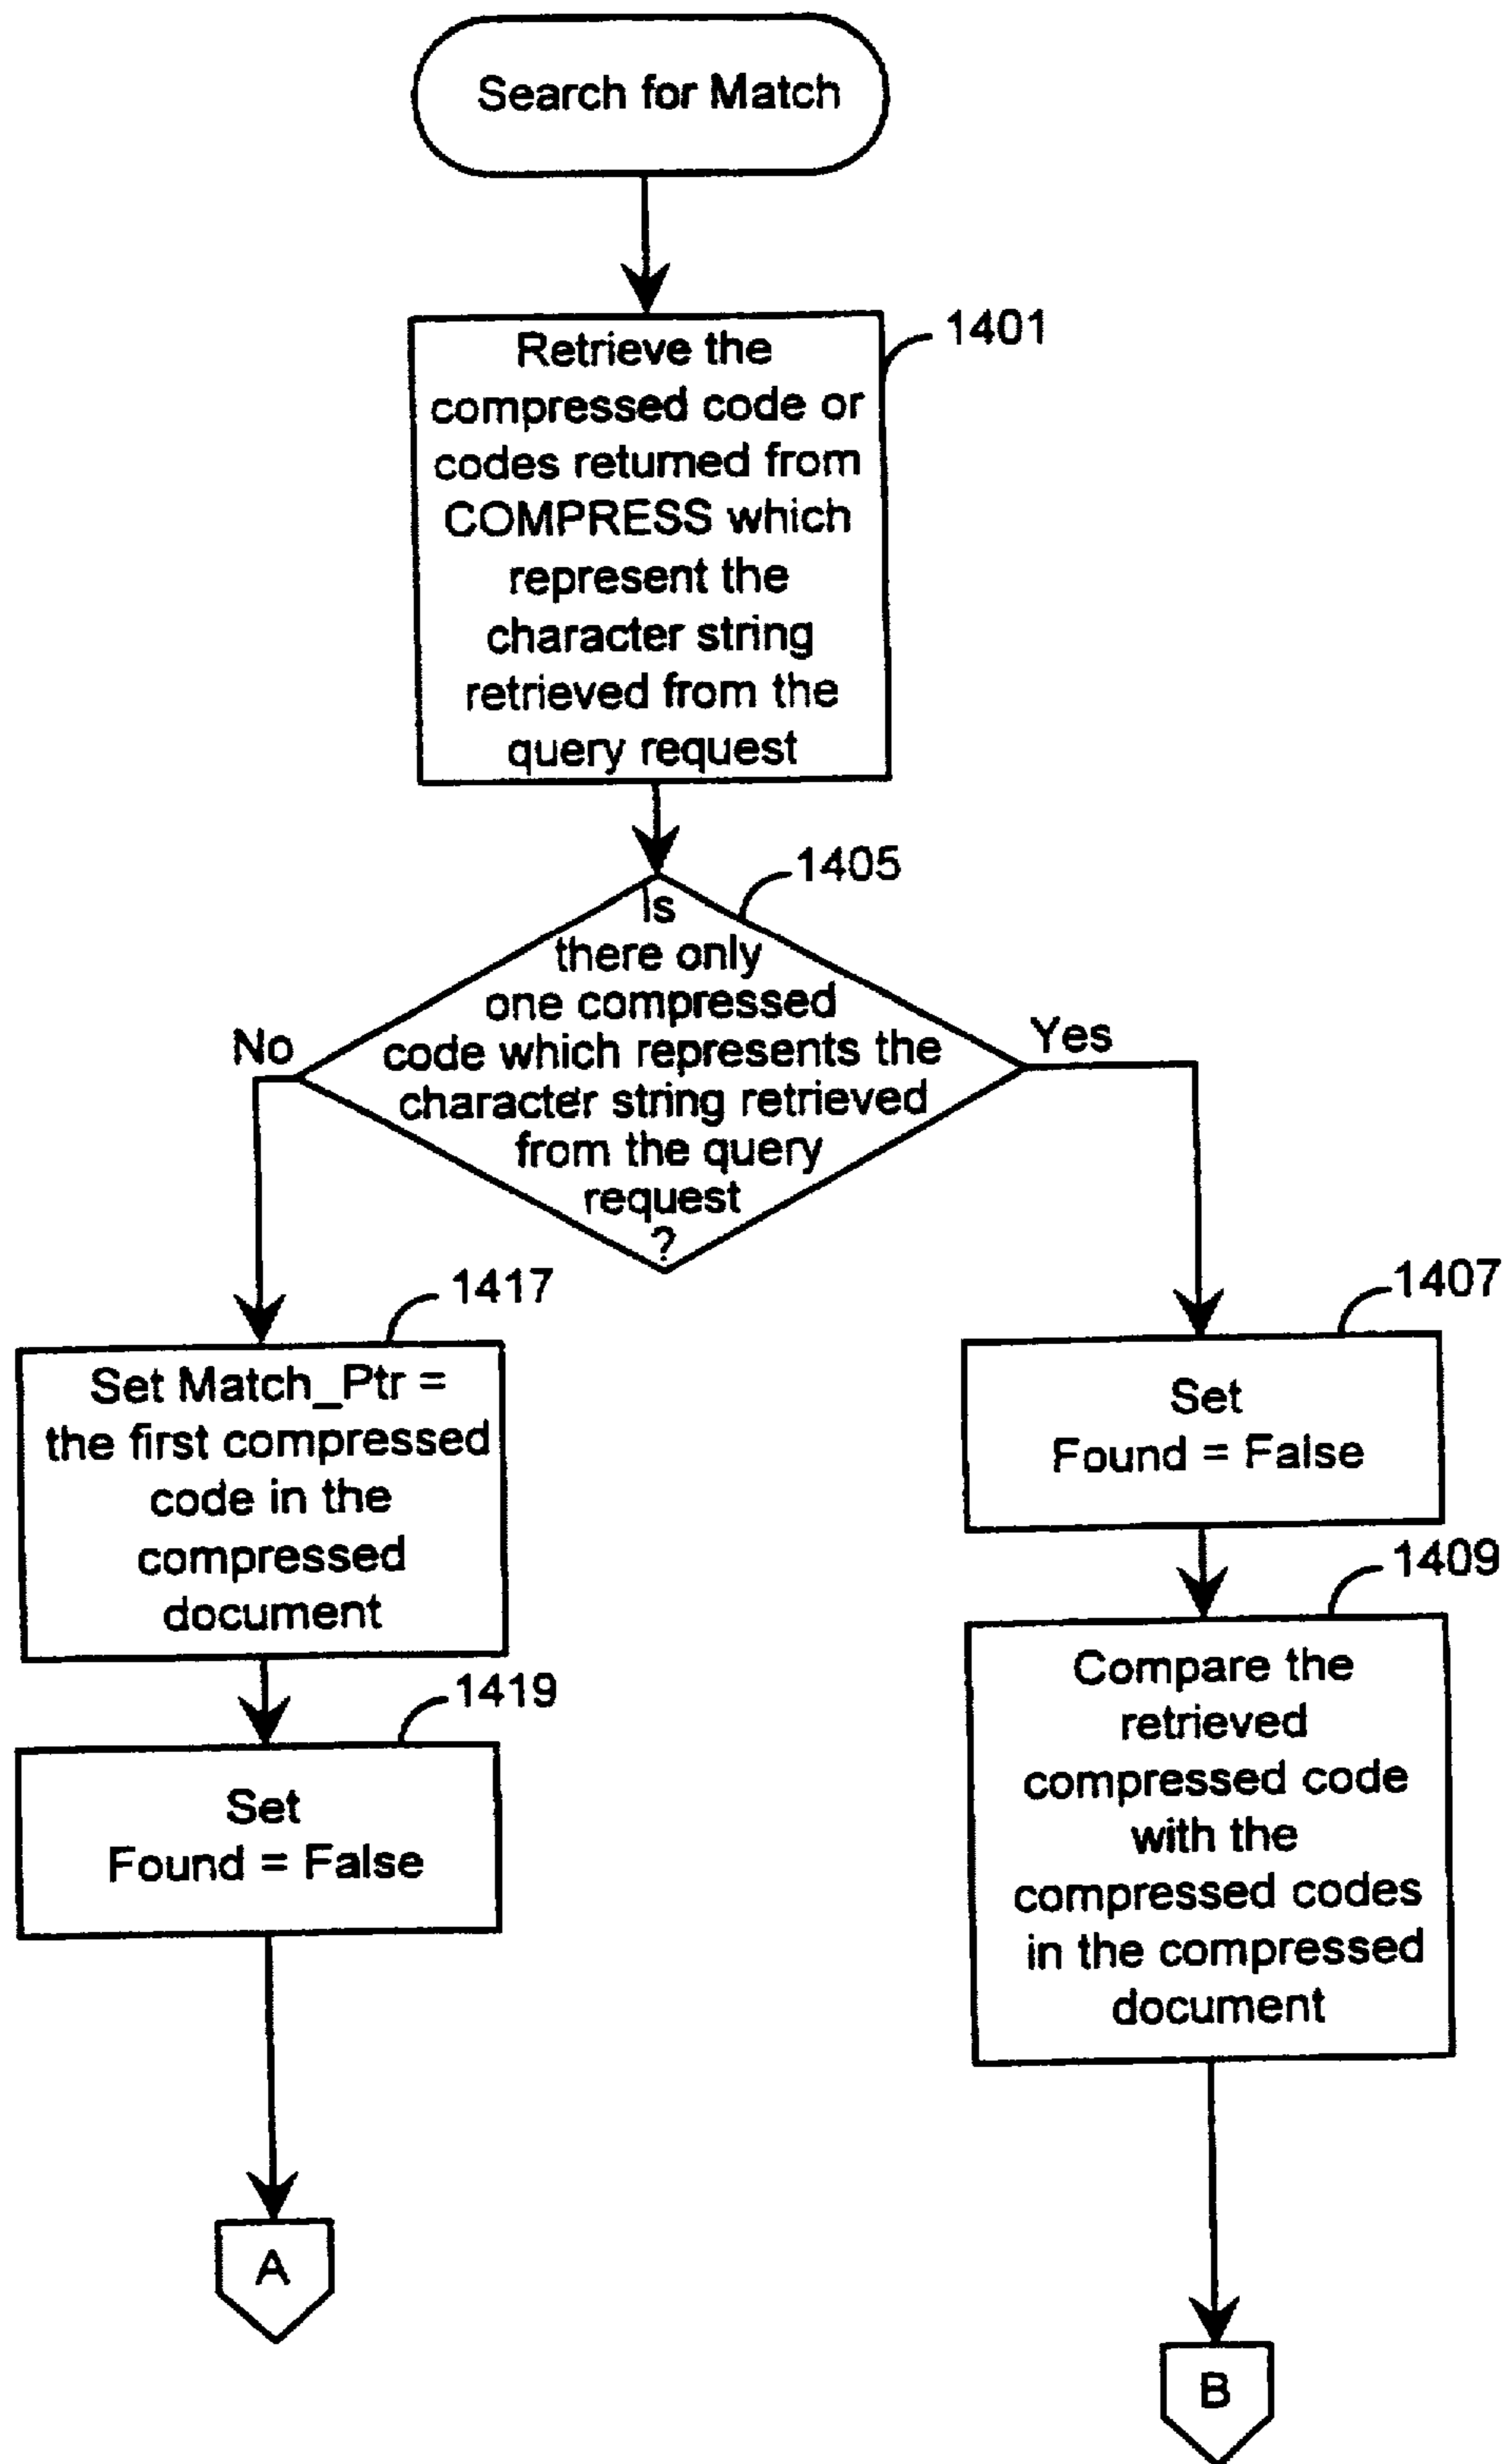 Search for Match
1401
Retrieve the
compressed code or
codes returned from
COMPRESS which
represent the
character string
retrieved from the
query request
1405
Is
there only
one compressed
code which represents the
character string retrieved
from the query
request
?
No
Yes
1417
Set Match_Ptr =
the first compressed
code in the
compressed
document
1419
Set
Found = False
A
1407
Set
Found = False
1409
Compare the
retrieved
compressed code
with the
compressed codes
in the compressed
document
B